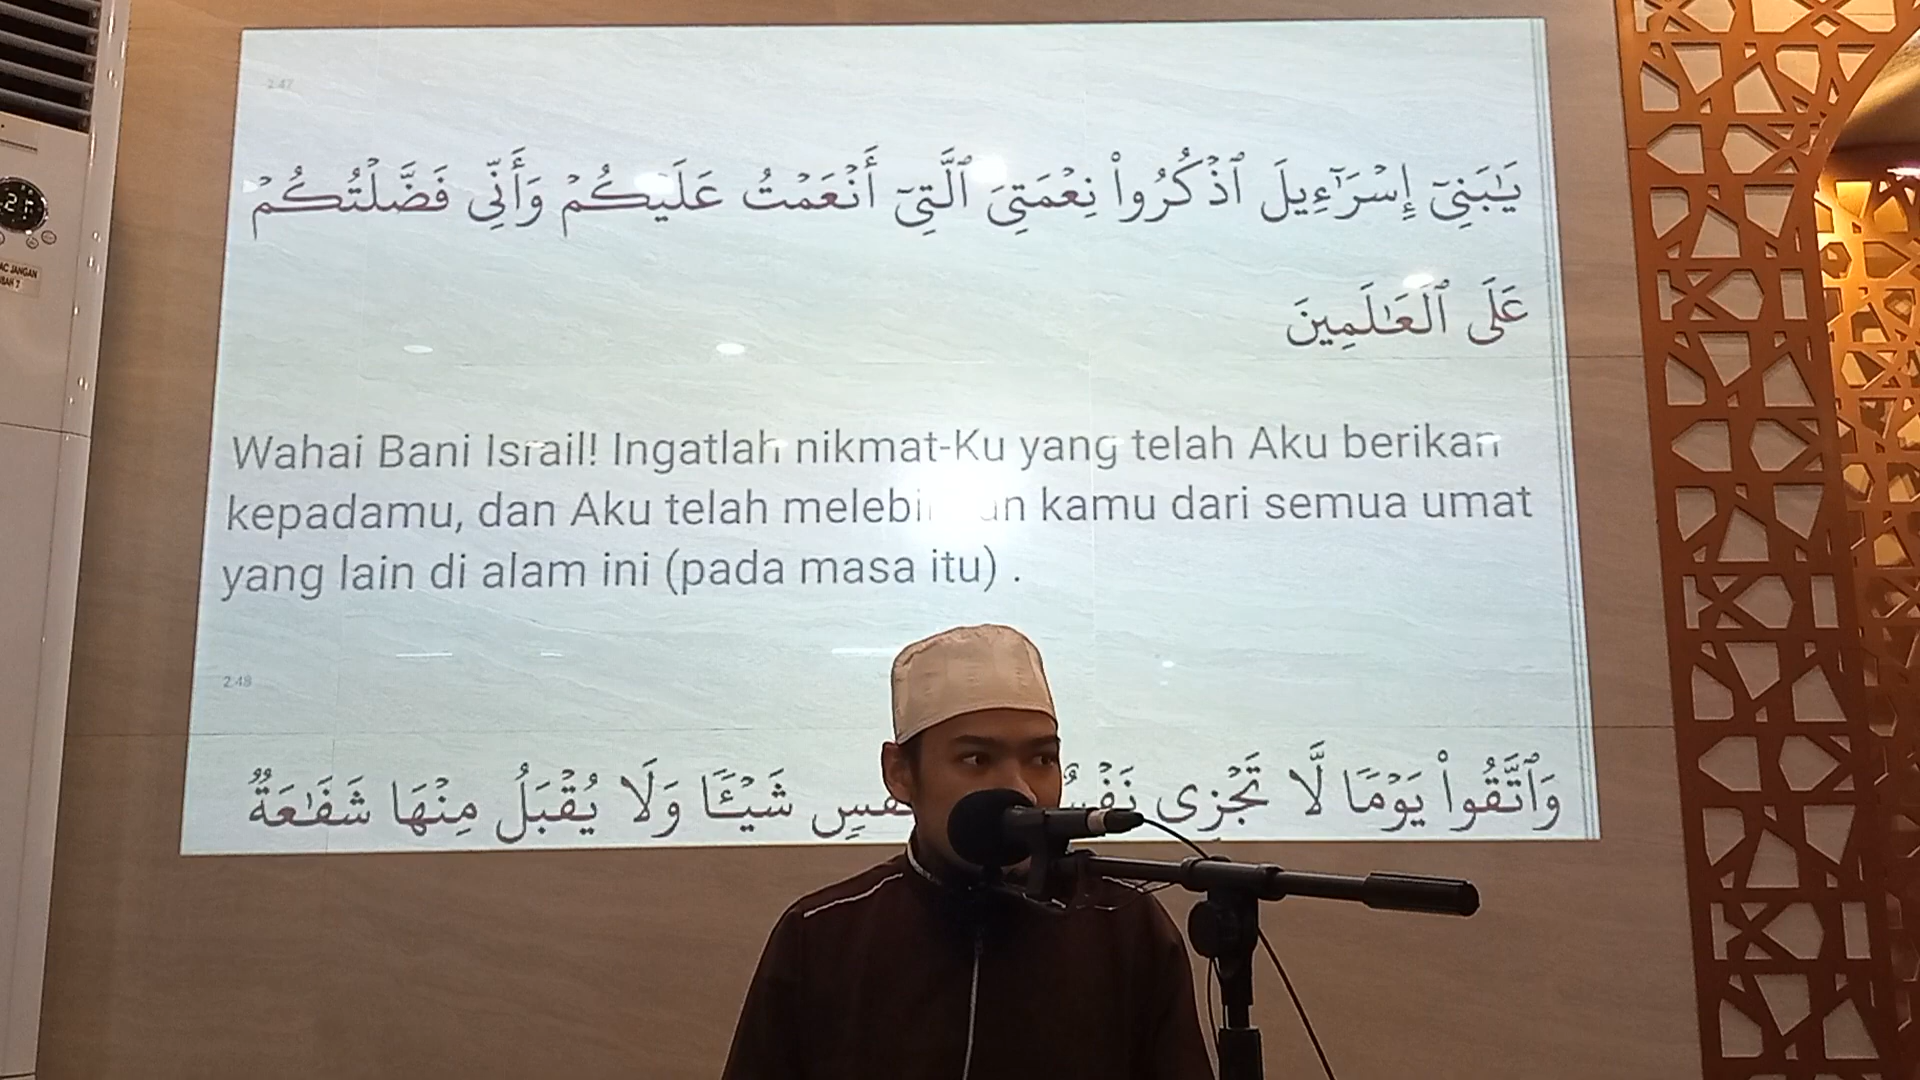 2:47
يَٰبَنِىٓ إِسْرَٰٓءِيلَ ٱذْكُرُوا۟ نِعْمَتِىَ ٱلَّتِىٓ أَنْعَمْتُ عَلَيْكُمْ وَأَنِّى فَضَّلْتُكُمْ
عَلَى ٱلْعَٰلَمِينَ
Wahai Bani Israil! Ingatlah nikmat-Ku yang telah Aku berikan
kepadamu, dan Aku telah kamu dari semua umat
yang lain di alam ini (pada masa itu) .
2:48
وَٱتَّقُوا۟ يَوْمًا لَّا تَجْزِى شَيْـًٔا وَلَا يُقْبَلُ مِنْهَا شَفَٰعَةٌ
AC JANGAN